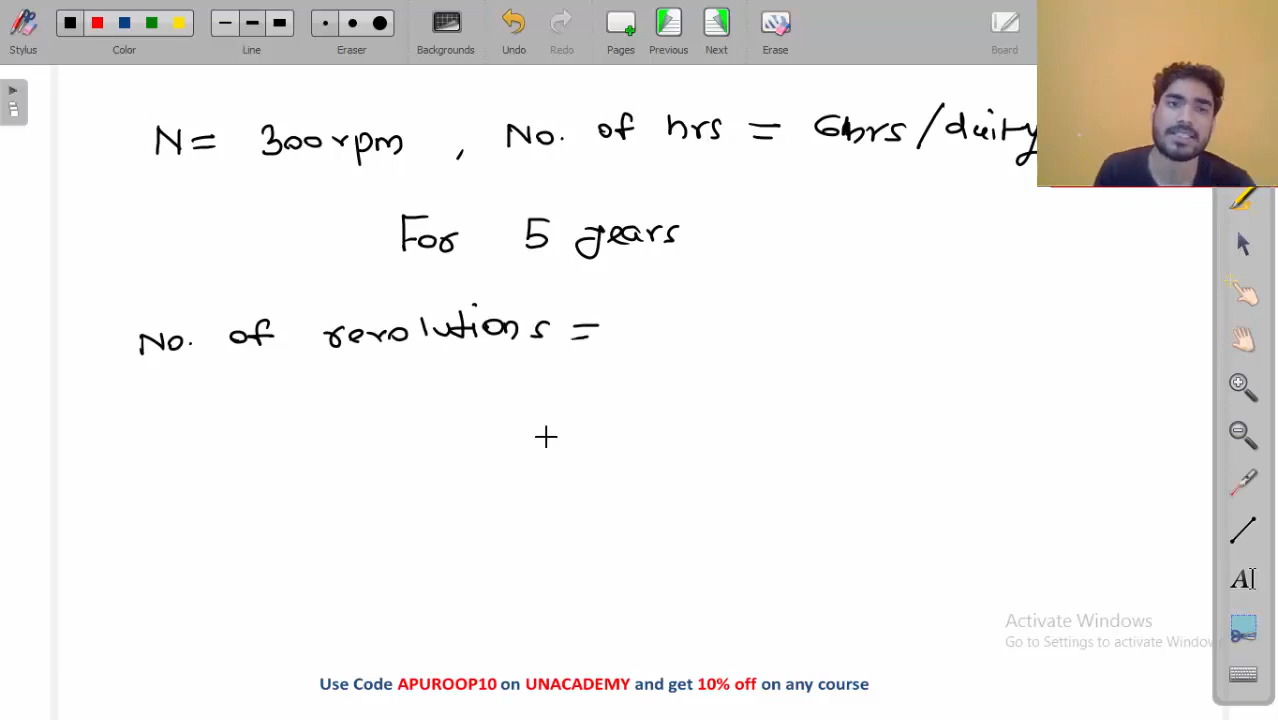 Stylus Color Line Eraser Backgrounds Undo Redo Pages Previous Next Erase Board
N = 300 rpm , No. of hrs = 6hrs/duity
For 5 years
No. of revolutions =
Activate Windows
Go to Settings to activate Windows
Use Code APUROOP10 on UNACADEMY and get 10% off on any course